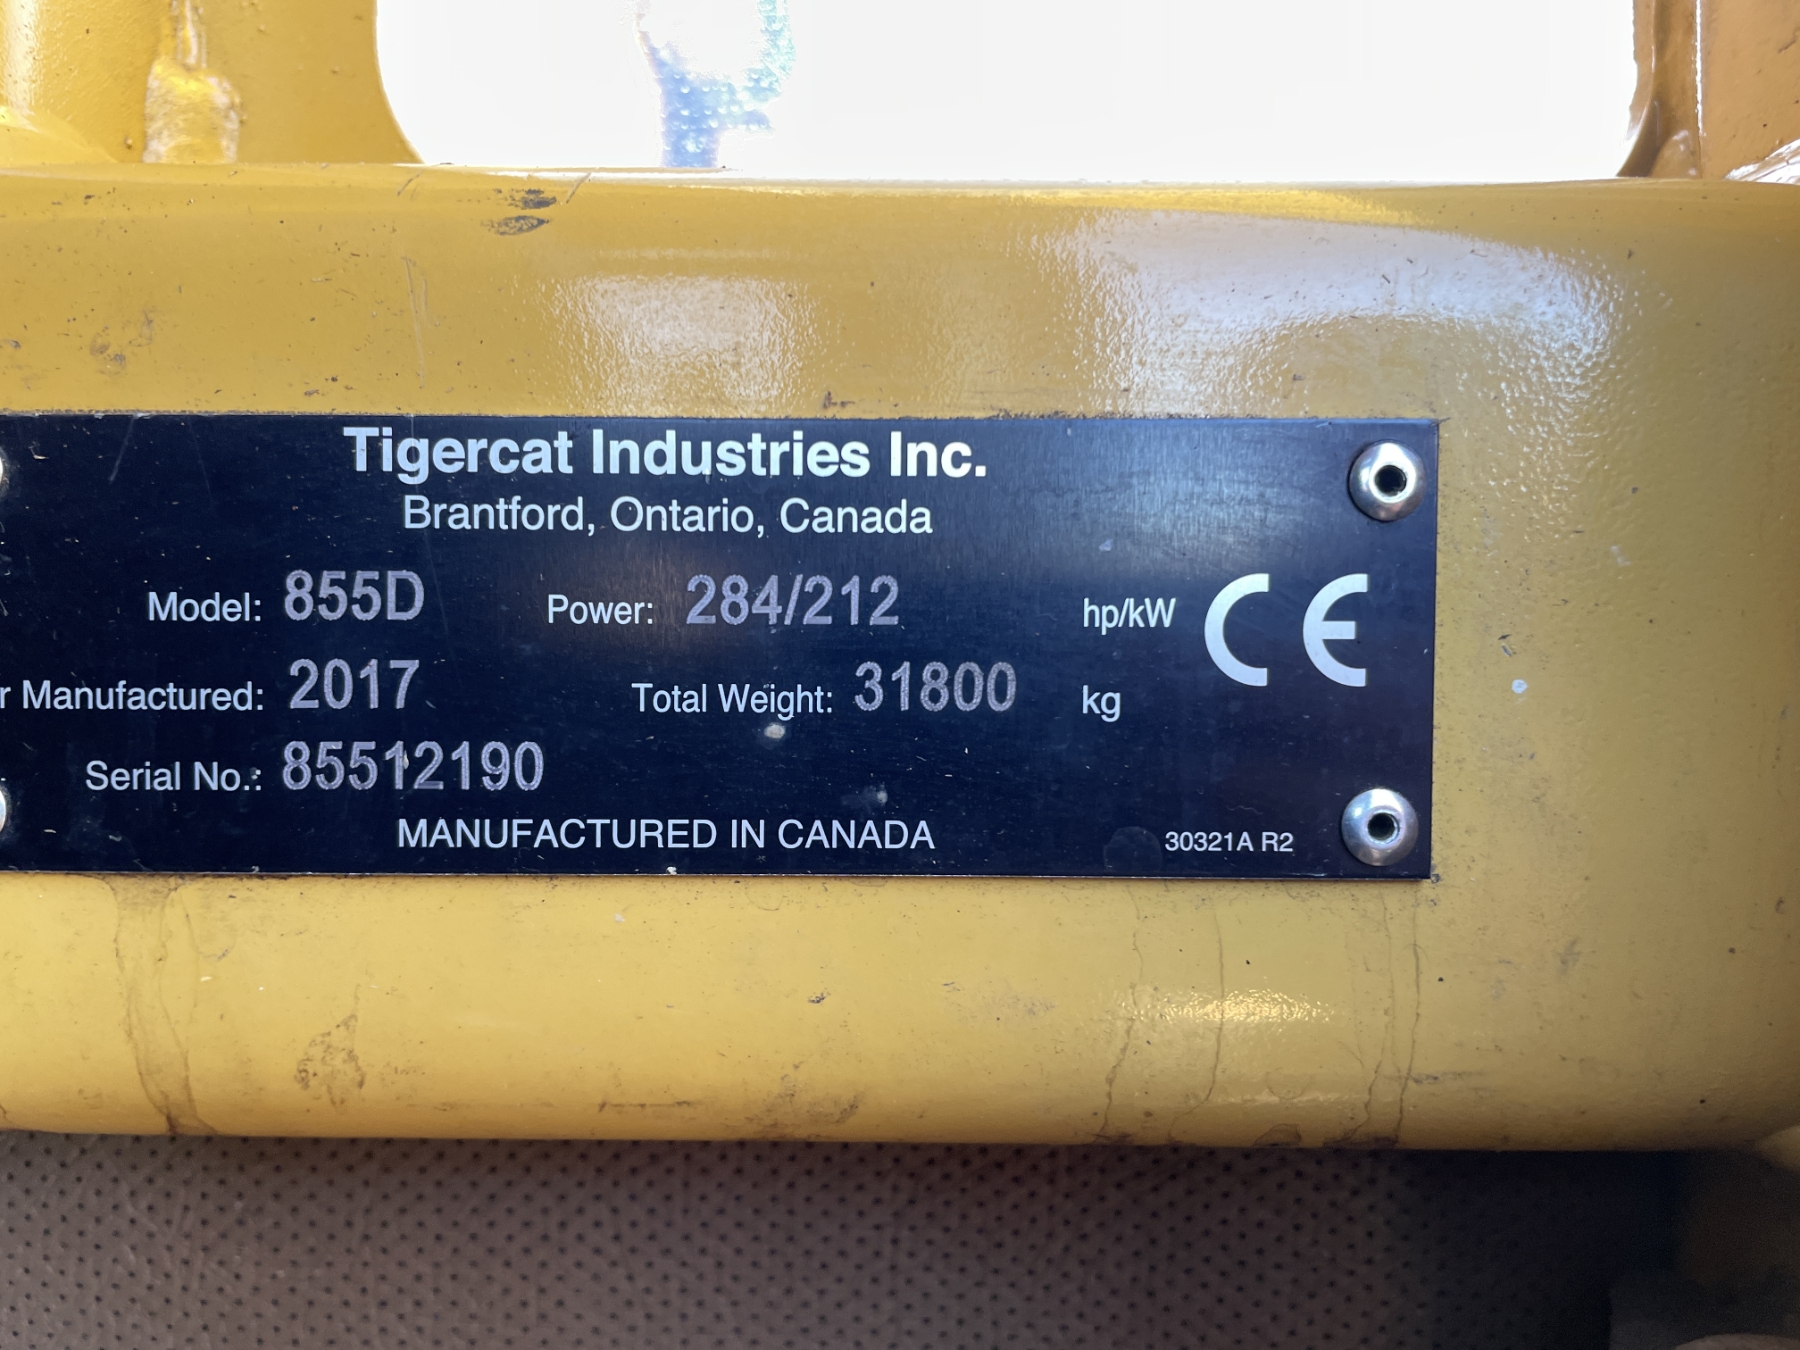 Tigercat Industries Inc.
Brantford, Ontario, Canada
Model: 855D Power: 284/212 hp/kW CE
r Manufactured: 2017 Total Weight: 31800 kg
Serial No.: 85512190
MANUFACTURED IN CANADA 30321A R2